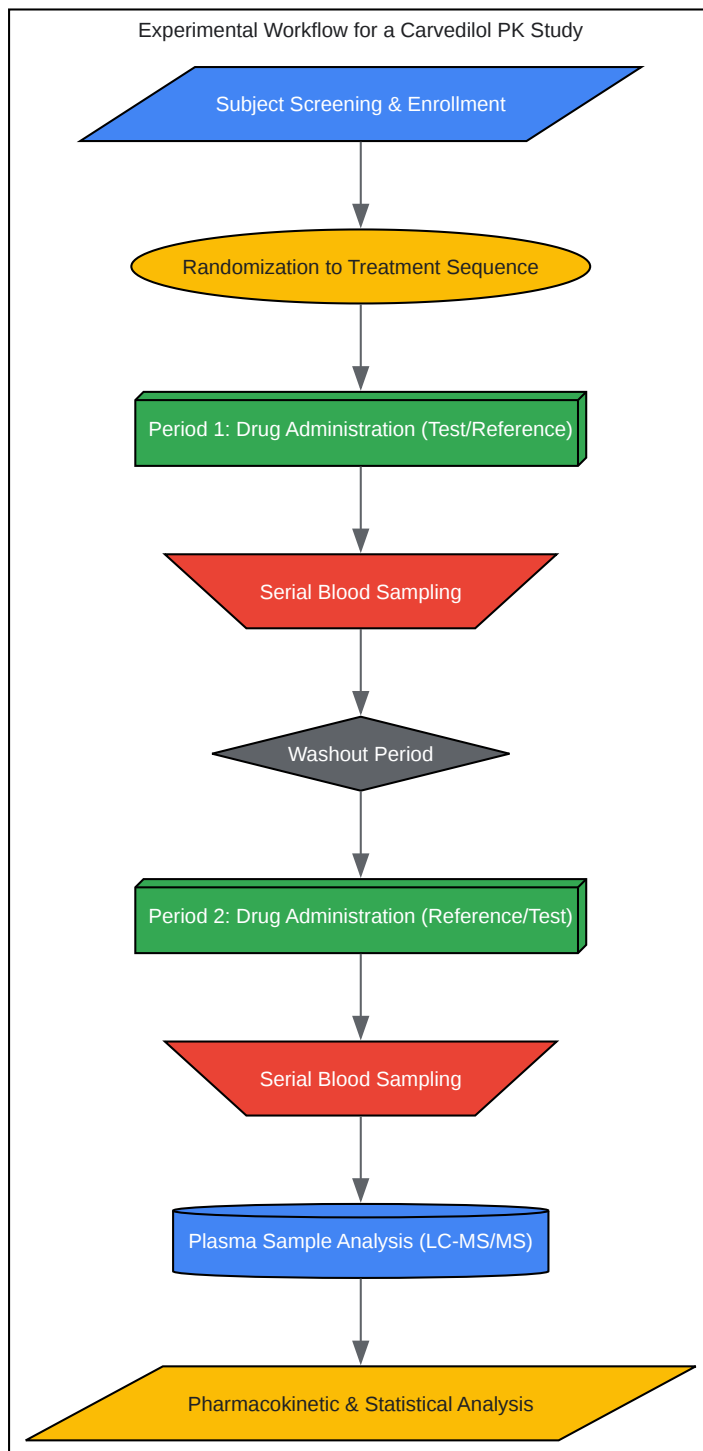 Experimental Workflow for a Carvedilol PK Study
Subject Screening & Enrollment
Randomization to Treatment Sequence
Period 1: Drug Administration (Test/Reference)
Serial Blood Sampling
Washout Period
Period 2: Drug Administration (Reference/Test)
Serial Blood Sampling
Plasma Sample Analysis (LC-MS/MS)
Pharmacokinetic & Statistical Analysis